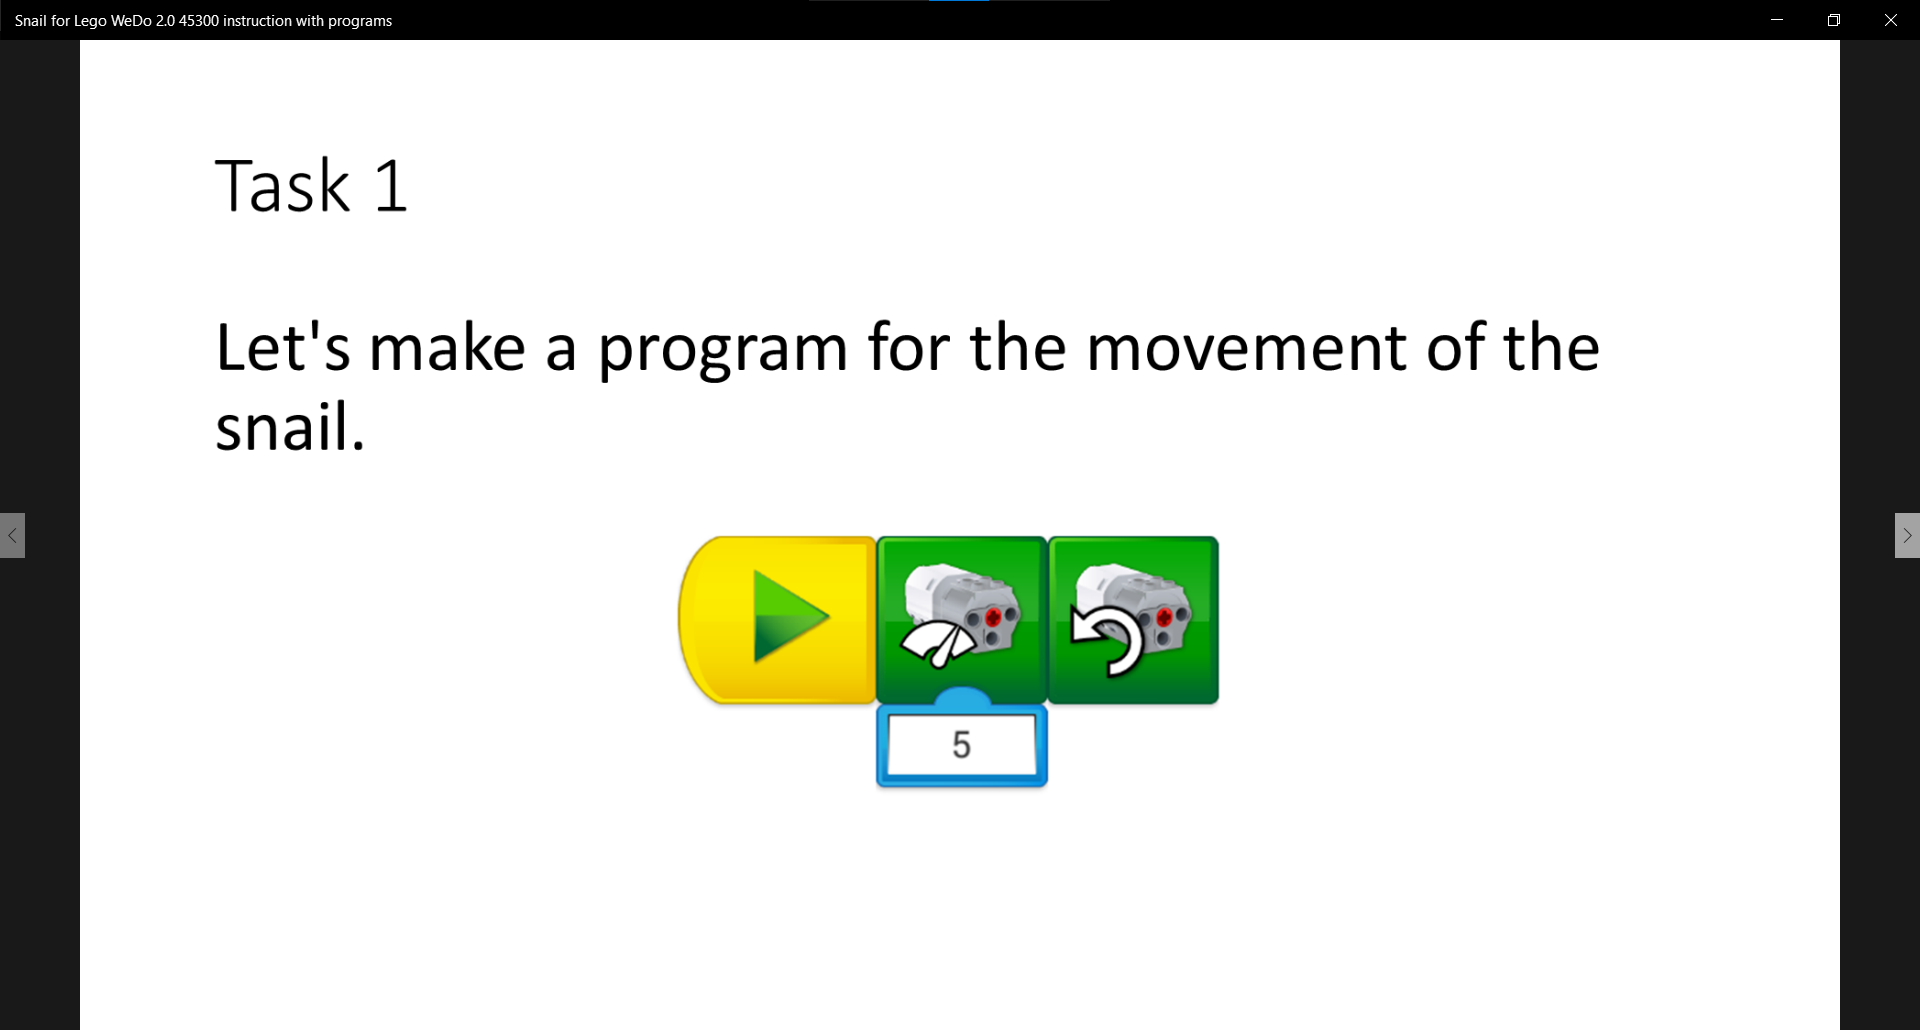 Snail for Lego WeDo 2.0 45300 instruction with programs
Task 1
Let's make a program for the movement of the
snail.
5